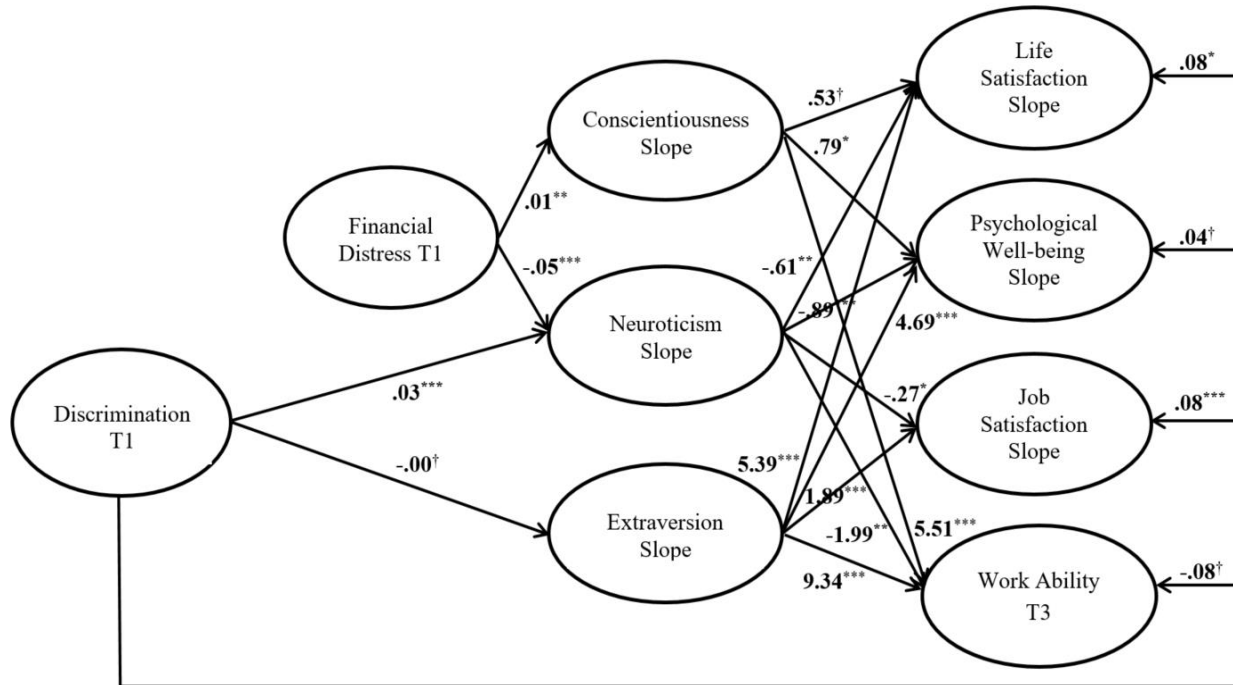 Life
Satisfaction
Slope
.08*
.53†
Conscientiousness
Slope
.79*
.01**
Financial
Distress T1
Psychological
Well-being
Slope
.04†
-.05***
-.61**
-.89***
4.69***
Neuroticism
Slope
.03***
-.27*
Job
Satisfaction
Slope
.08***
Discrimination
T1
-.00†
5.39***
1.89***
Extraversion
Slope
-1.99**
5.51***
9.34***
Work Ability
T3
-.08†